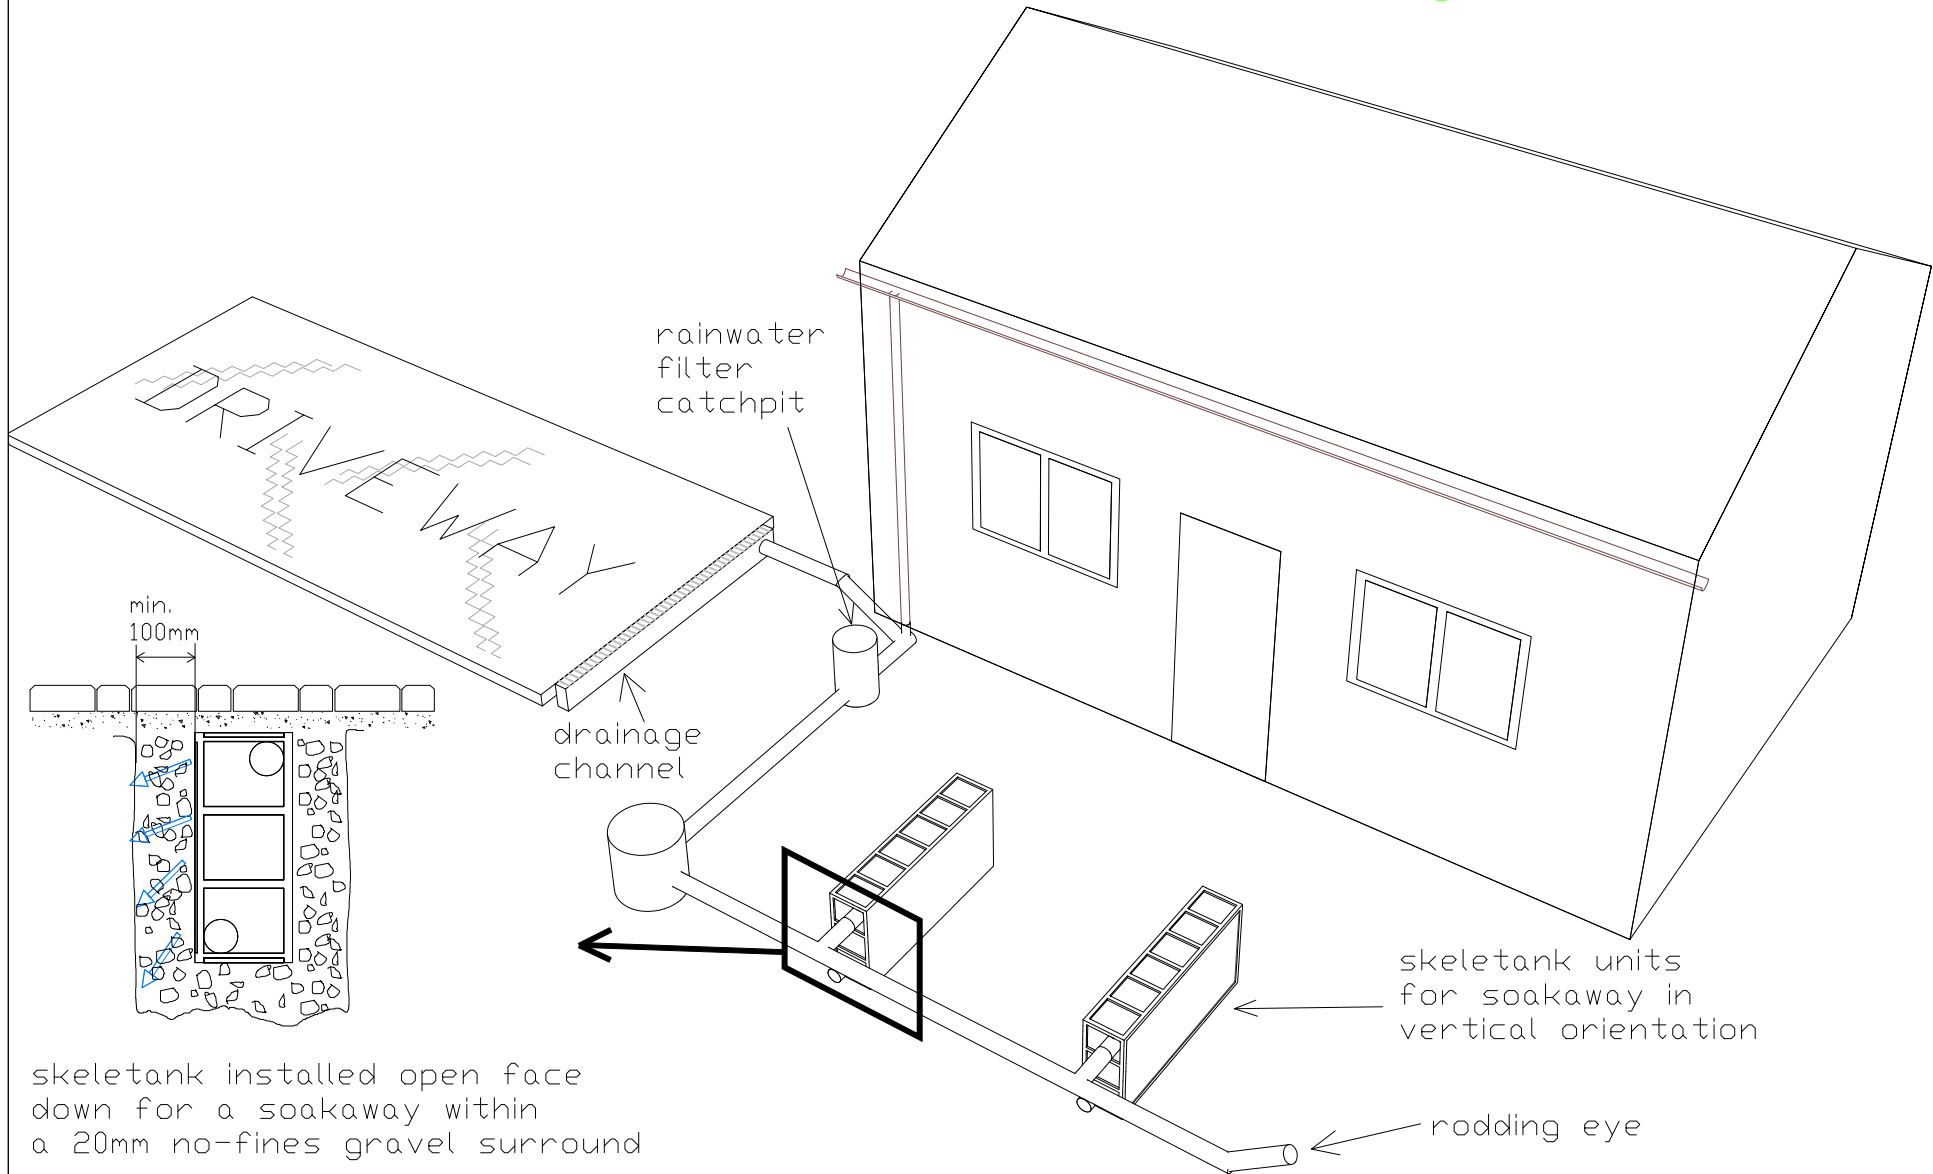 rainwater
filter
catchpit
DRIVEWAY
min.
100mm
drainage
channel
skeletank units
for soakaway in
vertical orientation
skeletank installed open face
down for a soakaway within
a 20mm no-fines gravel surround
rodding eye